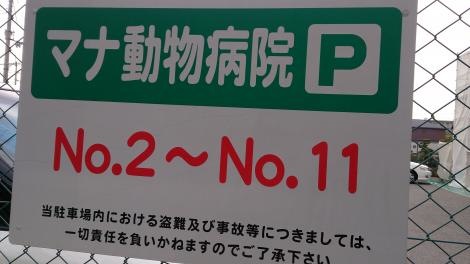 マナ動物病院 P
No.2～No.11
当駐車場内における盗難及び事故等につきましては、
一切責任を負いかねますのでご了承下さい